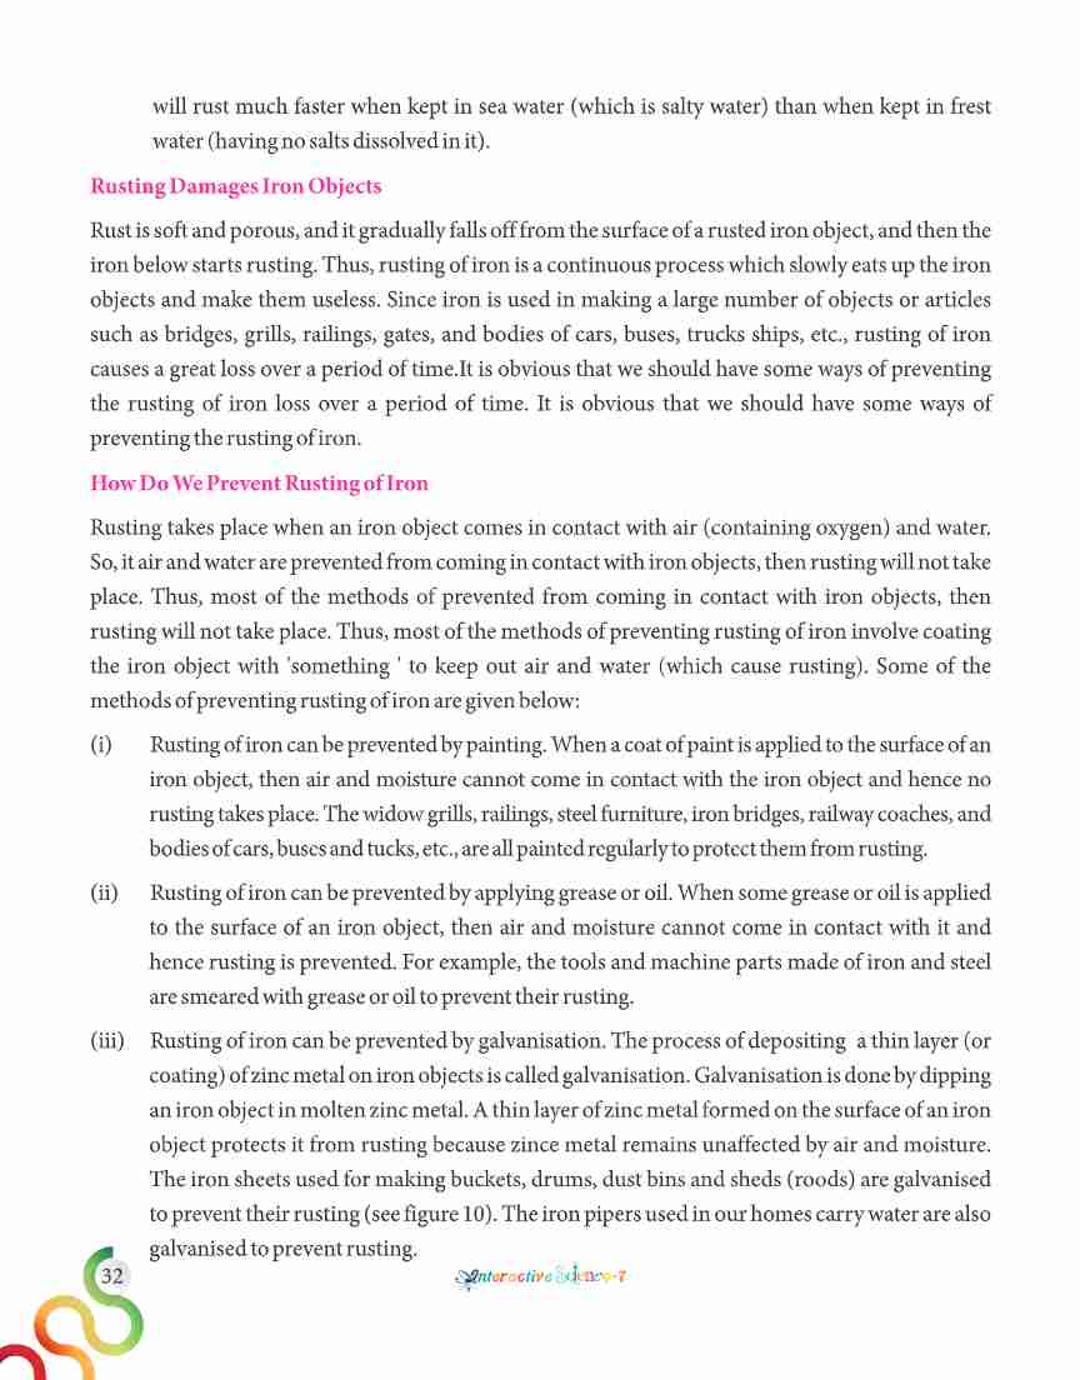 will rust much faster when kept in sea water (which is salty water) than when kept in frest
water (having no salts dissolved in it).
Rusting Damages Iron Objects
Rust is soft and porous, and it gradually falls off from the surface of a rusted iron object, and then the
iron below starts rusting. Thus, rusting of iron is a continuous process which slowly eats up the iron
objects and make them useless. Since iron is used in making a large number of objects or articles
such as bridges, grills, railings, gates, and bodies of cars, buses, trucks ships, etc., rusting of iron
causes a great loss over a period of time.It is obvious that we should have some ways of preventing
the rusting of iron loss over a period of time. It is obvious that we should have some ways of
preventing the rusting of iron.
How Do We Prevent Rusting of Iron
Rusting takes place when an iron object comes in contact with air (containing oxygen) and water.
So, it air and water are prevented from coming in contact with iron objects, then rusting will not take
place. Thus, most of the methods of prevented from coming in contact with iron objects, then
rusting will not take place. Thus, most of the methods of preventing rusting of iron involve coating
the iron object with 'something ' to keep out air and water (which cause rusting). Some of the
methods of preventing rusting of iron are given below:
(i) Rusting of iron can be prevented by painting. When a coat of paint is applied to the surface of an
iron object, then air and moisture cannot come in contact with the iron object and hence no
rusting takes place. The widow grills, railings, steel furniture, iron bridges, railway coaches, and
bodies of cars, buses and tucks, etc., are all painted regularly to protect them from rusting.
(ii) Rusting of iron can be prevented by applying grease or oil. When some grease or oil is applied
to the surface of an iron object, then air and moisture cannot come in contact with it and
hence rusting is prevented. For example, the tools and machine parts made of iron and steel
are smeared with grease or oil to prevent their rusting.
(iii) Rusting of iron can be prevented by galvanisation. The process of depositing a thin layer (or
coating) of zinc metal on iron objects is called galvanisation. Galvanisation is done by dipping
an iron object in molten zinc metal. A thin layer of zinc metal formed on the surface of an iron
object protects it from rusting because zince metal remains unaffected by air and moisture.
The iron sheets used for making buckets, drums, dust bins and sheds (roods) are galvanised
to prevent their rusting (see figure 10). The iron pipers used in our homes carry water are also
galvanised to prevent rusting.
32
Interactive Science-7